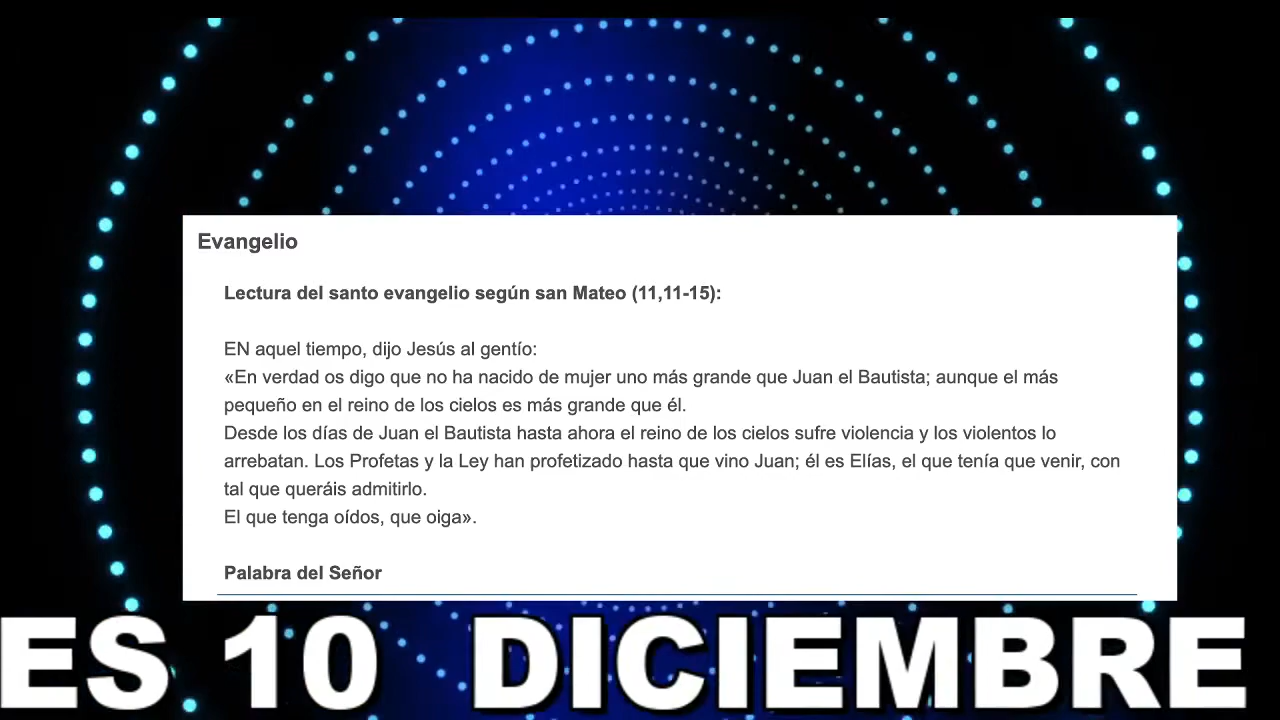 Evangelio
Lectura del santo evangelio según san Mateo (11,11-15):
EN aquel tiempo, dijo Jesús al gentío:
«En verdad os digo que no ha nacido de mujer uno más grande que Juan el Bautista; aunque el más
pequeño en el reino de los cielos es más grande que él.
Desde los días de Juan el Bautista hasta ahora el reino de los cielos sufre violencia y los violentos lo
arrebatan. Los Profetas y la Ley han profetizado hasta que vino Juan; él es Elías, el que tenía que venir, con
tal que queráis admitirlo.
El que tenga oídos, que oiga».
Palabra del Señor
ES 10 DICIEMBRE